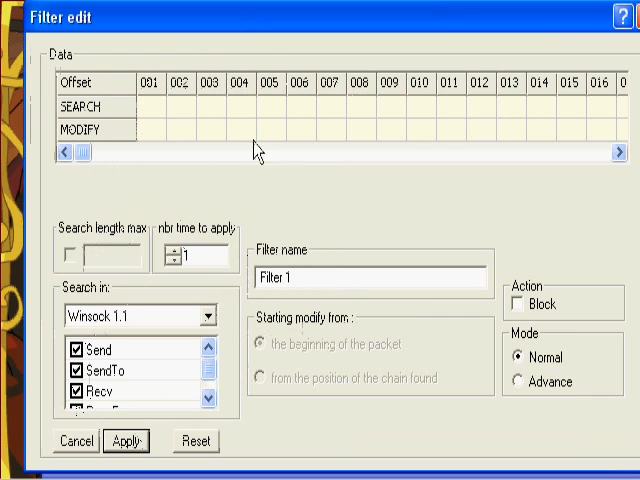 Filter edit
?
Data
Offset 001 002 003 004 005 006 007 008 009 010 011 012 013 014 015 016 0
SEARCH
MODIFY
Search length max
nbr time to apply
1
Filter name
Filter 1
Search in:
Winsock 1.1
Send
SendTo
Recv
Starting modify from :
the beginning of the packet
from the position of the chain found
Action
Block
Mode
Normal
Advance
Cancel Apply Reset